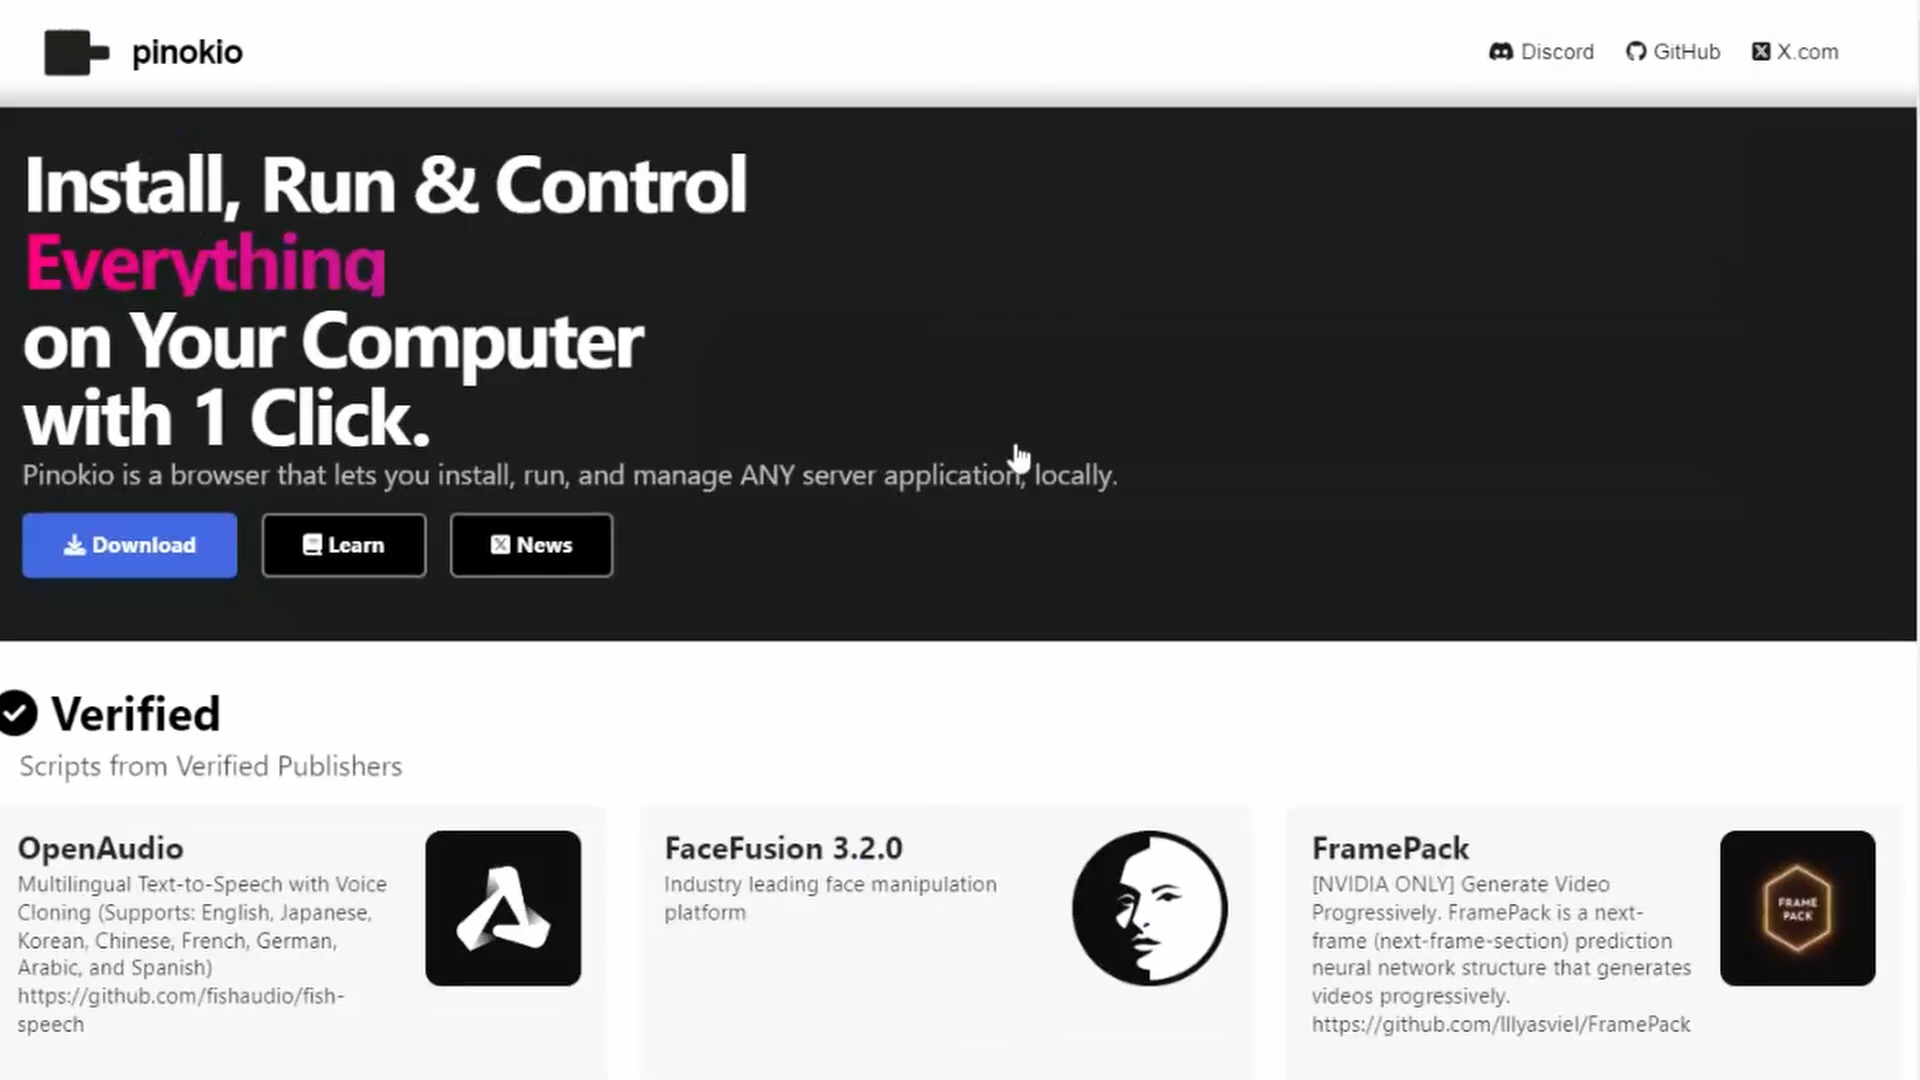 pinokio
Discord
GitHub
X.com
Install, Run & Control
Everything
on Your Computer
with 1 Click.
Pinokio is a browser that lets you install, run, and manage ANY server application, locally.
Download
Learn
News
Verified
Scripts from Verified Publishers
OpenAudio
Multilingual Text-to-Speech with Voice
Cloning (Supports: English, Japanese,
Korean, Chinese, French, German,
Arabic, and Spanish)
https://github.com/fishaudio/fish-
speech
FaceFusion 3.2.0
Industry leading face manipulation
platform
FramePack
[NVIDIA ONLY] Generate Video
Progressively. FramePack is a next-
frame (next-frame-section) prediction
neural network structure that generates
videos progressively.
https://github.com/lllyasviel/FramePack
FRAME
PACK